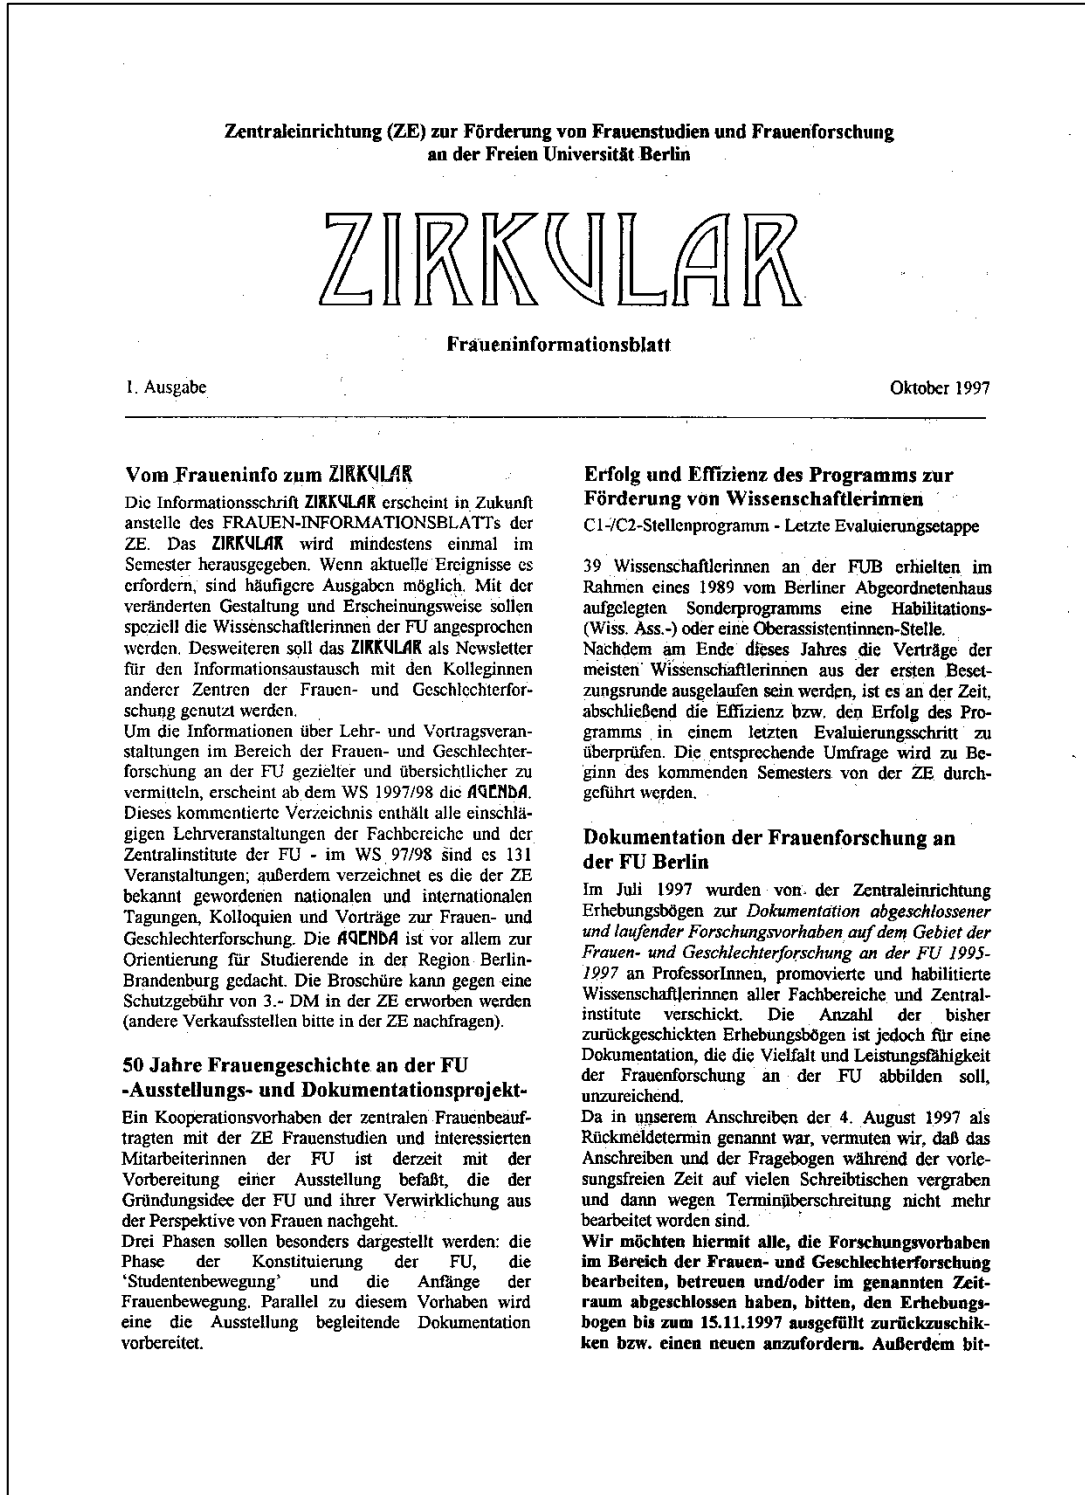 Zentraleinrichtung (ZE) zur Förderung von Frauenstudien und Frauenforschung
an der Freien Universität Berlin
ZIRKULAR
Fraueninformationsblatt
1. Ausgabe
Oktober 1997
Vom Fraueninfo zum ZIRKULAR
Die Informationsschrift ZIRKULAR erscheint in Zukunft
anstelle des FRAUEN-INFORMATIONSBLATTs der
ZE. Das ZIRKULAR wird mindestens einmal im
Semester herausgegeben. Wenn aktuelle Ereignisse es
erfordern, sind häufigere Ausgaben möglich. Mit der
veränderten Gestaltung und Erscheinungsweise sollen
speziell die Wissenschaftlerinnen der FU angesprochen
werden. Desweiteren soll das ZIRKULAR als Newsletter
für den Informationsaustausch mit den Kolleginnen
anderer Zentren der Frauen- und Geschlechterfor-
schung genutzt werden.
Um die Informationen über Lehr- und Vortragsveran-
staltungen im Bereich der Frauen- und Geschlechter-
forschung an der FU gezielter und übersichtlicher zu
vermitteln, erscheint ab dem WS 1997/98 die AGENDA.
Dieses kommentierte Verzeichnis enthält alle einschlä-
gigen Lehrveranstaltungen der Fachbereiche und der
Zentralinstitute der FU - im WS 97/98 sind es 131
Veranstaltungen; außerdem verzeichnet es die der ZE
bekannt gewordenen nationalen und internationalen
Tagungen, Kolloquien und Vorträge zur Frauen- und
Geschlechterforschung. Die AGENDA ist vor allem zur
Orientierung für Studierende in der Region Berlin-
Brandenburg gedacht. Die Broschüre kann gegen eine
Schutzgebühr von 3.- DM in der ZE erworben werden
(andere Verkaufsstellen bitte in der ZE nachfragen).
50 Jahre Frauengeschichte an der FU
-Ausstellungs- und Dokumentationsprojekt-
Ein Kooperationsvorhaben der zentralen Frauenbeauf-
tragten mit der ZE Frauenstudien und interessierten
Mitarbeiterinnen der FU ist derzeit mit der
Vorbereitung einer Ausstellung befaßt, die der
Gründungsidee der FU und ihrer Verwirklichung aus
der Perspektive von Frauen nachgeht.
Drei Phasen sollen besonders dargestellt werden: die
Phase der Konstituierung der FU, die
'Studentenbewegung' und die Anfänge der
Frauenbewegung. Parallel zu diesem Vorhaben wird
eine die Ausstellung begleitende Dokumentation
vorbereitet.
Erfolg und Effizienz des Programms zur
Förderung von Wissenschaftlerinnen
C1-/C2-Stellenprogramm - Letzte Evaluierungsetappe
39 Wissenschaftlerinnen an der FUB erhielten im
Rahmen eines 1989 vom Berliner Abgeordnetenhaus
aufgelegten Sonderprogramms eine Habilitations-
(Wiss. Ass.-) oder eine Oberassistentinnen-Stelle.
Nachdem am Ende dieses Jahres die Verträge der
meisten Wissenschaftlerinnen aus der ersten Beset-
zungsrunde ausgelaufen sein werden, ist es an der Zeit,
abschließend die Effizienz bzw. den Erfolg des Pro-
gramms in einem letzten Evaluierungsschritt zu
überprüfen. Die entsprechende Umfrage wird zu Be-
ginn des kommenden Semesters von der ZE durch-
geführt werden.
Dokumentation der Frauenforschung an
der FU Berlin
Im Juli 1997 wurden von der Zentraleinrichtung
Erhebungsbögen zur Dokumentation abgeschlossener
und laufender Forschungsvorhaben auf dem Gebiet der
Frauen- und Geschlechterforschung an der FU 1995-
1997 an ProfessorInnen, promovierte und habilitierte
Wissenschaftlerinnen aller Fachbereiche und Zentral-
institute verschickt. Die Anzahl der bisher
zurückgeschickten Erhebungsbögen ist jedoch für eine
Dokumentation, die die Vielfalt und Leistungsfähigkeit
der Frauenforschung an der FU abbilden soll,
unzureichend.
Da in unserem Anschreiben der 4. August 1997 als
Rückmeldetermin genannt war, vermuten wir, daß das
Anschreiben und der Fragebogen während der vorle-
sungsfreien Zeit auf vielen Schreibtischen vergraben
und dann wegen Terminüberschreitung nicht mehr
bearbeitet worden sind.
Wir möchten hiermit alle, die Forschungsvorhaben
im Bereich der Frauen- und Geschlechterforschung
bearbeiten, betreuen und/oder im genannten Zeit-
raum abgeschlossen haben, bitten, den Erhebungs-
bogen bis zum 15.11.1997 ausgefüllt zurückzuschik-
ken bzw. einen neuen anzufordern. Außerdem bit-